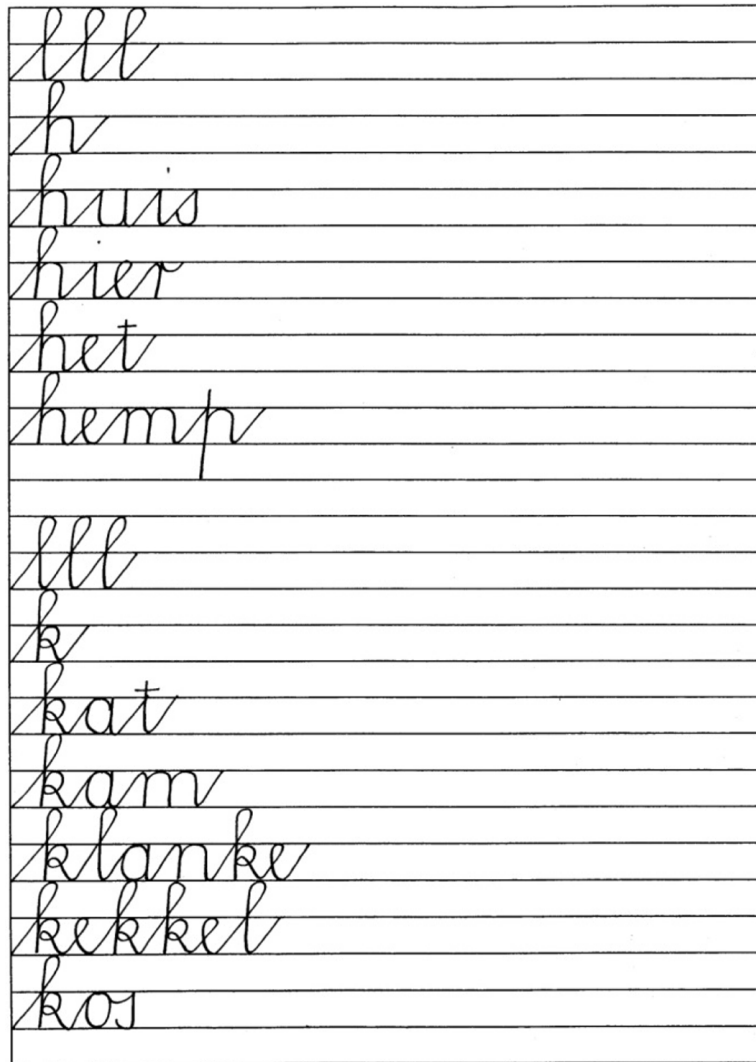 lll
h
huis
hier
het
hemp
lll
k
kat
kam
klanke
kekkel
kos